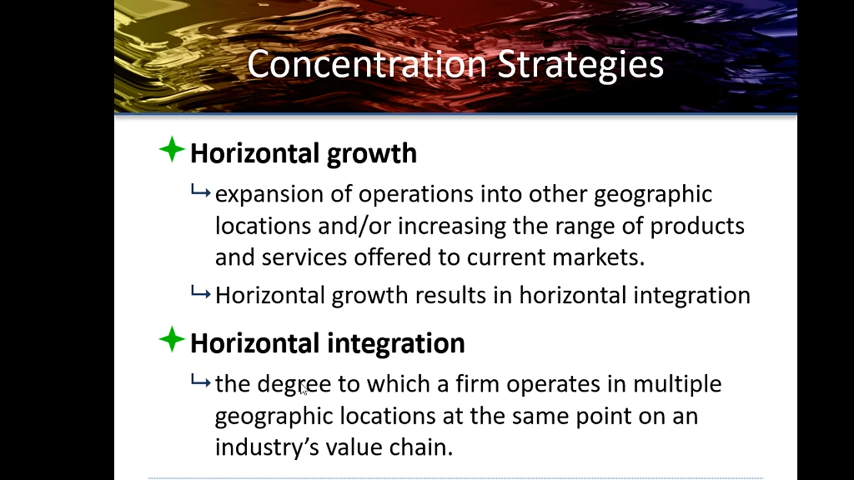 Concentration Strategies
Horizontal growth
expansion of operations into other geographic
locations and/or increasing the range of products
and services offered to current markets.
Horizontal growth results in horizontal integration
Horizontal integration
the degree to which a firm operates in multiple
geographic locations at the same point on an
industry’s value chain.